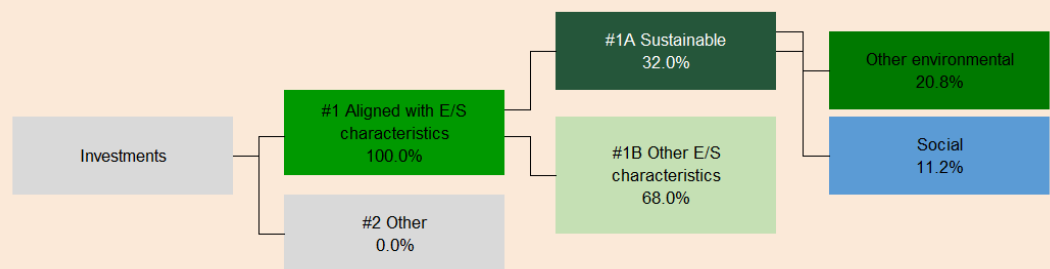 Investments
#1 Aligned with E/S
characteristics
100.0%
#2 Other
0.0%
#1A Sustainable
32.0%
#1B Other E/S
characteristics
68.0%
Other environmental
20.8%
Social
11.2%